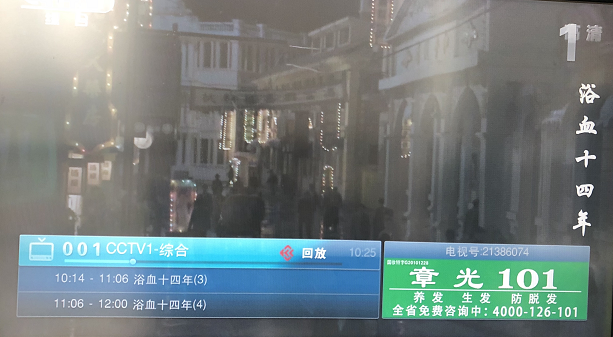 1
高清
浴血十四年
001 CCTV1-综合
回放
10:25
10:14 - 11:06 浴血十四年(3)
11:06 - 12:00 浴血十四年(4)
电视号:21386074
章光101
养发 生发 防脱发
全省免费咨询中: 4000-126-101